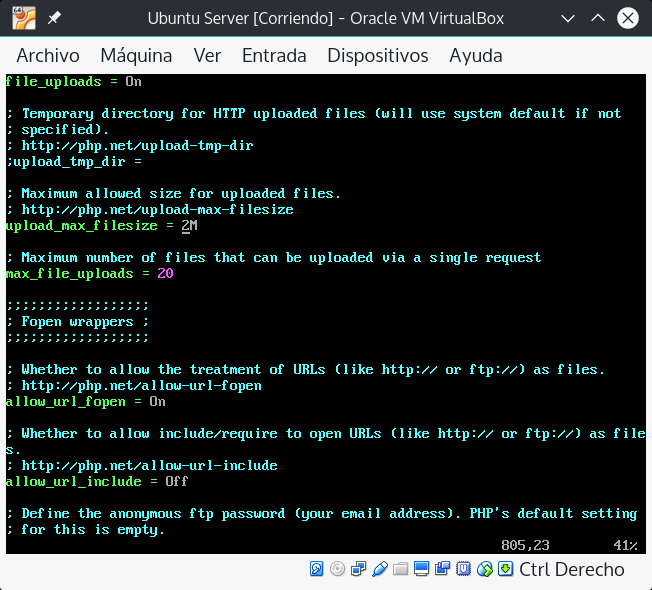 Ubuntu Server [Corriendo] - Oracle VM VirtualBox
Archivo Máquina Ver Entrada Dispositivos Ayuda
file_uploads = On
; Temporary directory for HTTP uploaded files (will use system default if not
; specified).
; http://php.net/upload-tmp-dir
;upload_tmp_dir =
; Maximum allowed size for uploaded files.
; http://php.net/upload-max-filesize
upload_max_filesize = 2M
; Maximum number of files that can be uploaded via a single request
max_file_uploads = 20
;;;;;;;;;;;;;;;;;;
; Fopen wrappers ;
;;;;;;;;;;;;;;;;;;
; Whether to allow the treatment of URLs (like http:// or ftp://) as files.
; http://php.net/allow-url-fopen
allow_url_fopen = On
; Whether to allow include/require to open URLs (like http:// or ftp://) as file
s.
; http://php.net/allow-url-include
allow_url_include = Off
; Define the anonymous ftp password (your email address). PHP's default setting
; for this is empty.
805,23 41%
Ctrl Derecho